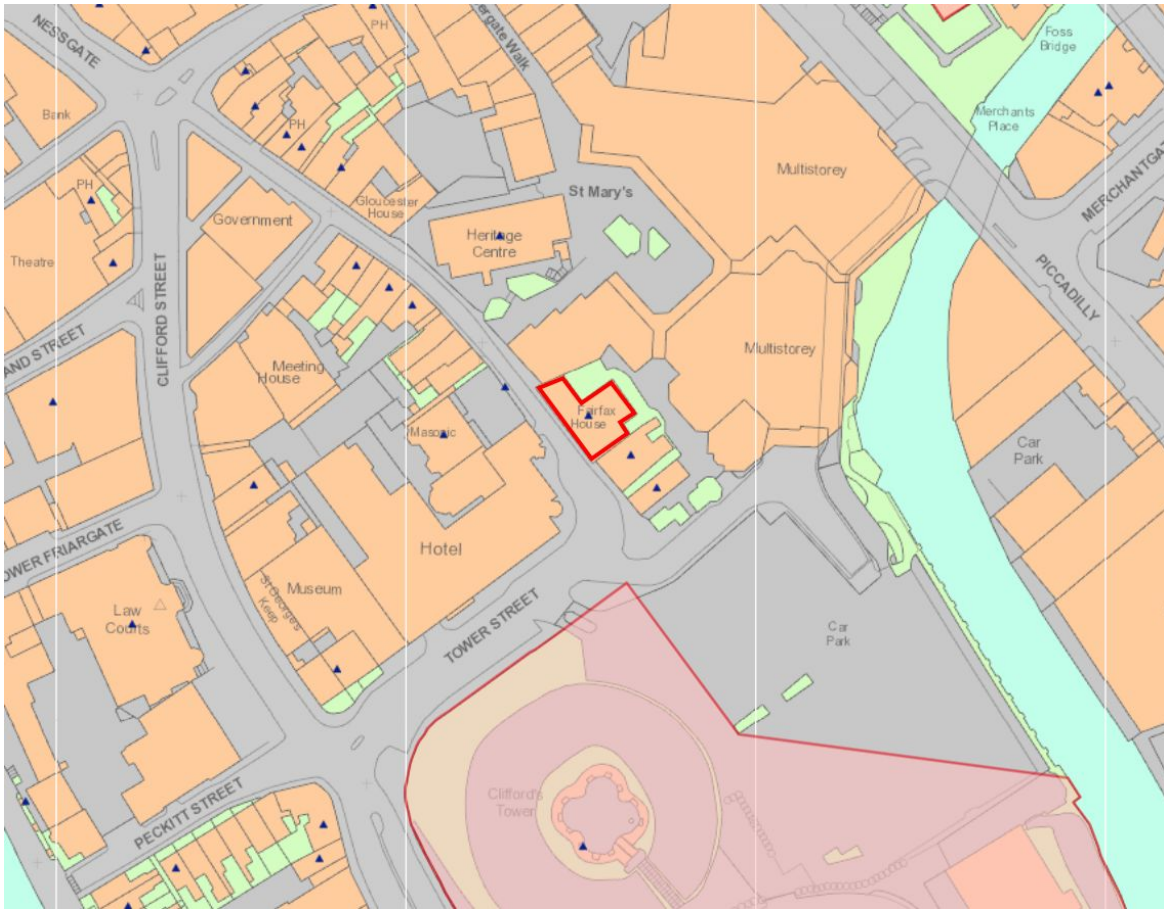 NESSGATE
PH
ergate Walk
Foss
Bridge
Bank
PH
Merchants
Place
PH
Multistorey
MERCHANTGATE
St Mary's
Gloucester
House
Government
Heritage
Centre
Theatre
PICCADILLY
CLIFFORD STREET
AND STREET
Meeting
House
Multistorey
Fairfax
House
Masonic
Car
Park
OWER FRIARGATE
Hotel
Museum
St Georges
Keep
Law
Courts
TOWER STREET
Car
Park
Clifford's
Tower
PECKITT STREET